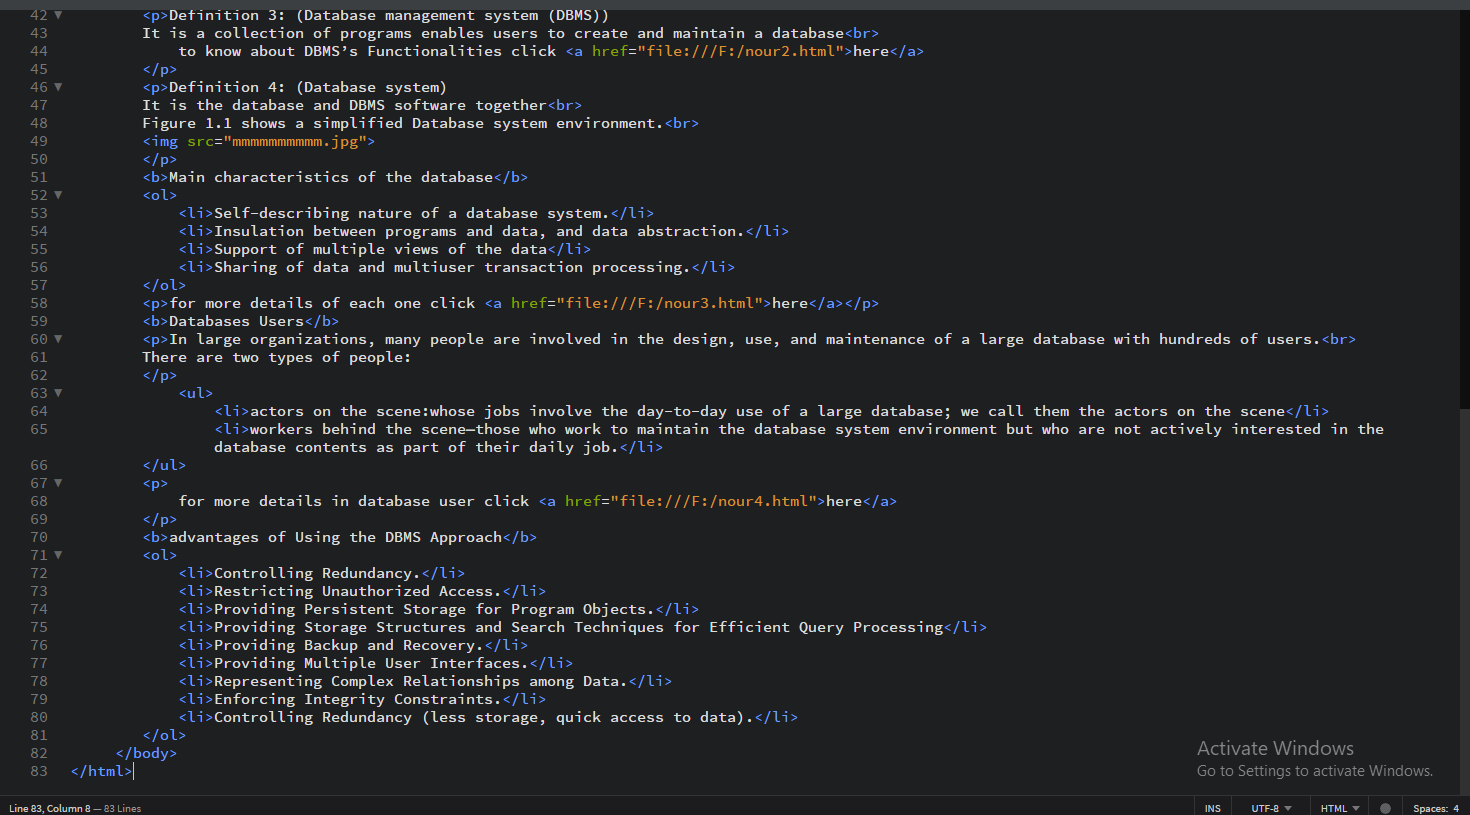 42 <p>Definition 3: (Database management system (DBMS))
43 It is a collection of programs enables users to create and maintain a database<br>
44 to know about DBMS’s Functionalities click <a href="file:///F:/nour2.html">here</a>
45 </p>
46 <p>Definition 4: (Database system)
47 It is the database and DBMS software together<br>
48 Figure 1.1 shows a simplified Database system environment.<br>
49 <img src="mmmmmmmmmm.jpg">
50 </p>
51 <b>Main characteristics of the database</b>
52 <ol>
53 <li>Self-describing nature of a database system.</li>
54 <li>Insulation between programs and data, and data abstraction.</li>
55 <li>Support of multiple views of the data</li>
56 <li>Sharing of data and multiuser transaction processing.</li>
57 </ol>
58 <p>for more details of each one click <a href="file:///F:/nour3.html">here</a></p>
59 <b>Databases Users</b>
60 <p>In large organizations, many people are involved in the design, use, and maintenance of a large database with hundreds of users.<br>
61 There are two types of people:
62 </p>
63 <ul>
64 <li>actors on the scene:whose jobs involve the day-to-day use of a large database; we call them the actors on the scene</li>
65 <li>workers behind the scene—those who work to maintain the database system environment but who are not actively interested in the
database contents as part of their daily job.</li>
66 </ul>
67 <p>
68 for more details in database user click <a href="file:///F:/nour4.html">here</a>
69 </p>
70 <b>advantages of Using the DBMS Approach</b>
71 <ol>
72 <li>Controlling Redundancy.</li>
73 <li>Restricting Unauthorized Access.</li>
74 <li>Providing Persistent Storage for Program Objects.</li>
75 <li>Providing Storage Structures and Search Techniques for Efficient Query Processing</li>
76 <li>Providing Backup and Recovery.</li>
77 <li>Providing Multiple User Interfaces.</li>
78 <li>Representing Complex Relationships among Data.</li>
79 <li>Enforcing Integrity Constraints.</li>
80 <li>Controlling Redundancy (less storage, quick access to data).</li>
81 </ol>
82 </body>
83 </html>
Activate Windows
Go to Settings to activate Windows.
Line 83, Column 8 — 83 Lines INS UTF-8 HTML Spaces: 4